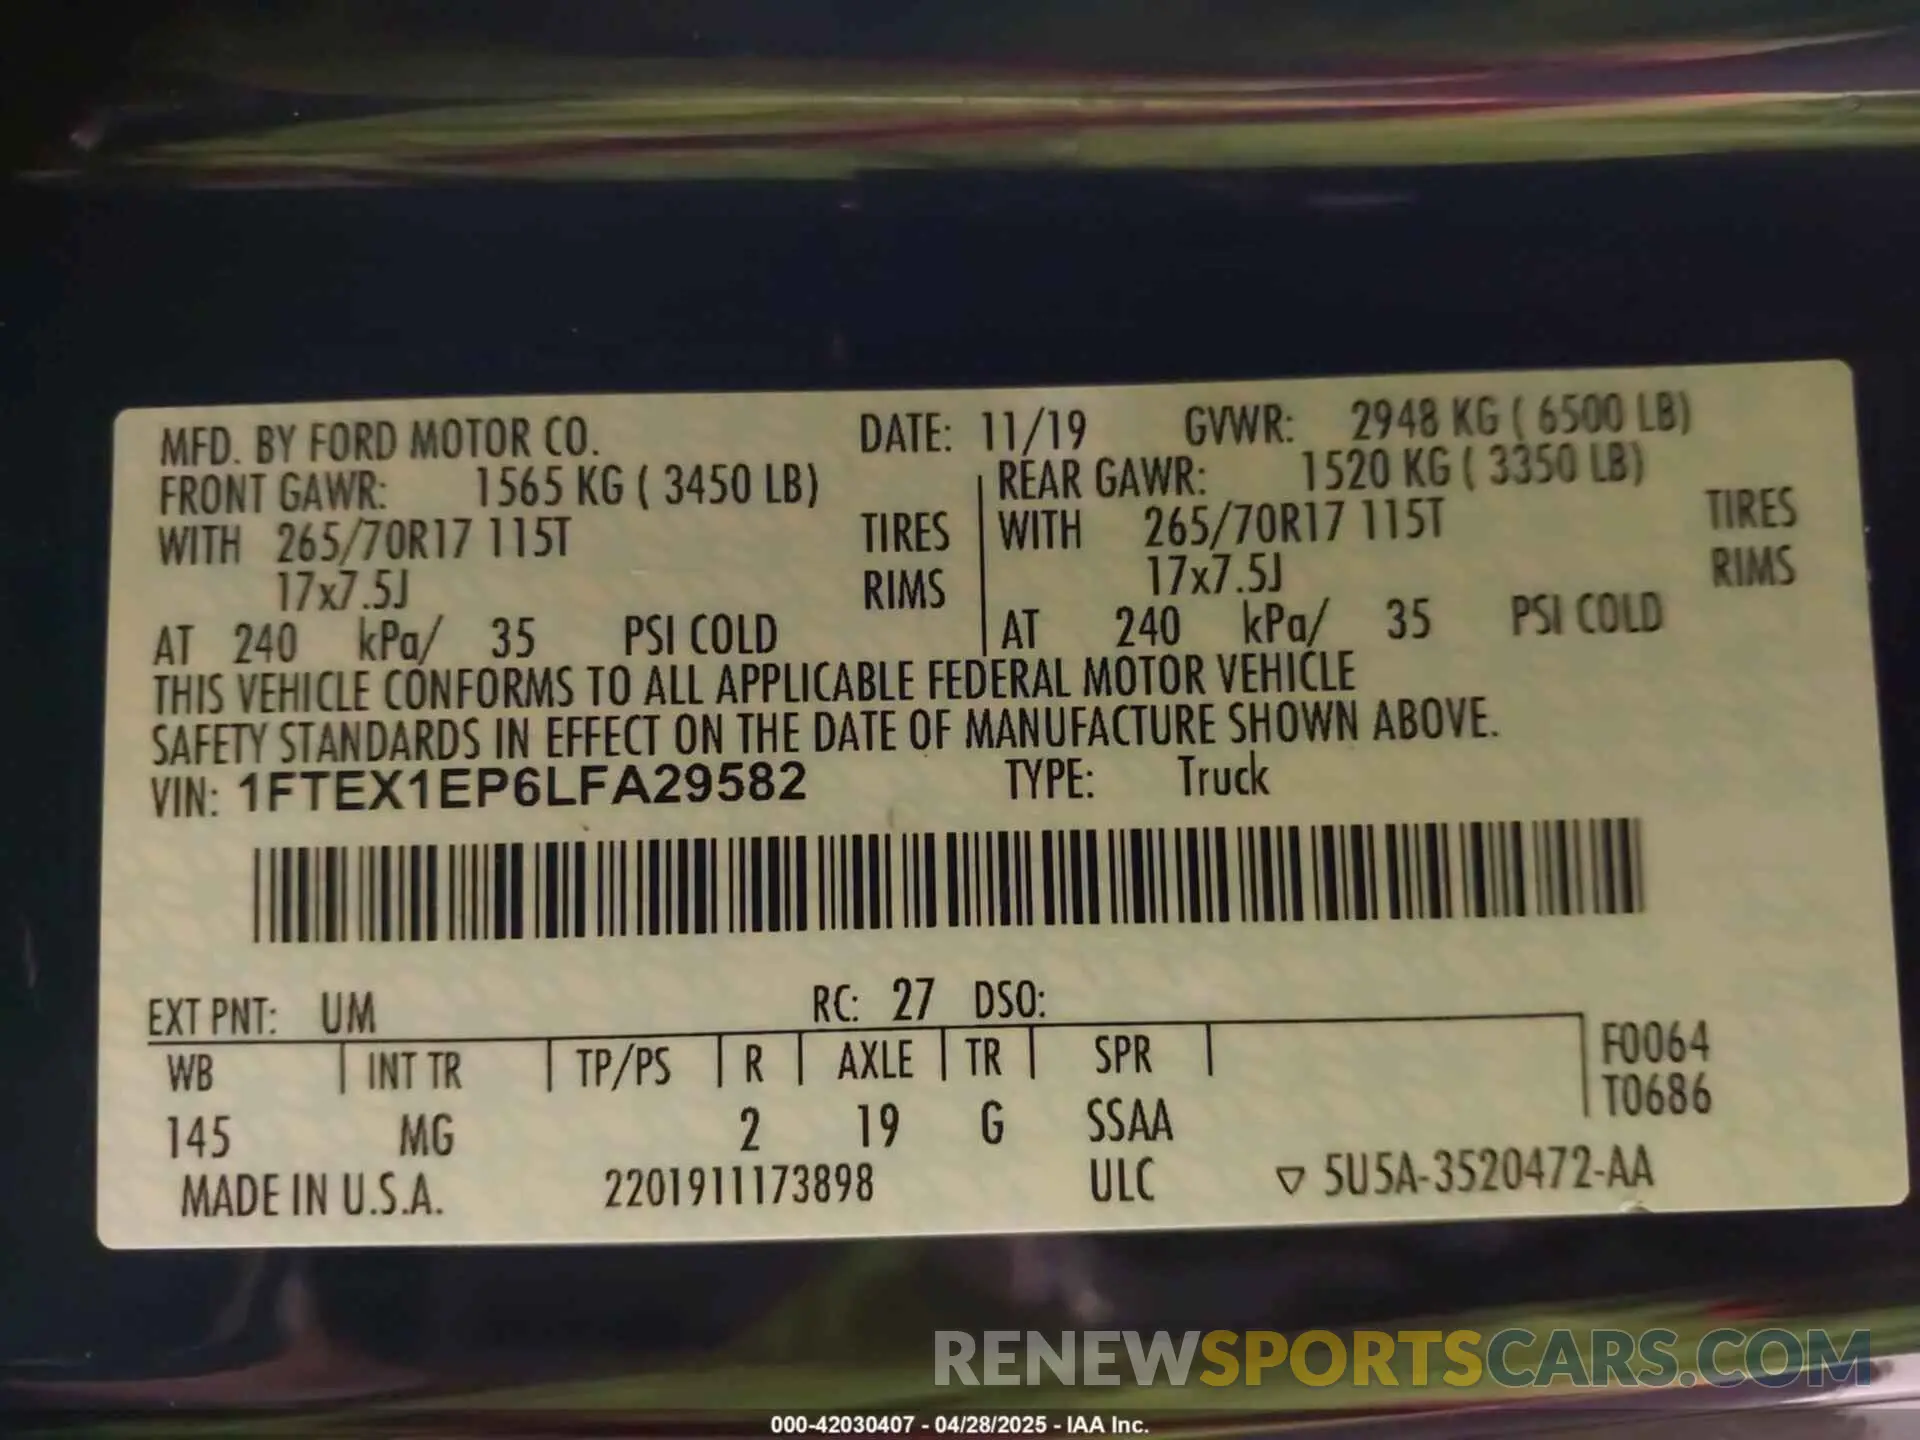 MFD. BY FORD MOTOR CO. DATE: 11/19 GVWR: 2948 KG ( 6500 LB)
FRONT GAWR: 1565 KG ( 3450 LB) REAR GAWR: 1520 KG ( 3350 LB)
WITH 265/70R17 115T TIRES WITH 265/70R17 115T TIRES
17x7.5J RIMS 17x7.5J RIMS
AT 240 kPa/ 35 PSI COLD AT 240 kPa/ 35 PSI COLD
THIS VEHICLE CONFORMS TO ALL APPLICABLE FEDERAL MOTOR VEHICLE
SAFETY STANDARDS IN EFFECT ON THE DATE OF MANUFACTURE SHOWN ABOVE.
VIN: 1FTEX1EP6LFA29582 TYPE: Truck
EXT PNT: UM RC: 27 DSO:
WB INT TR TP/PS R AXLE TR SPR F0064
T0686
145 MG 2 19 G SSAA
MADE IN U.S.A. 2201911173898 ULC ▽ 5U5A-3520472-AA
RENEWSPORTSCARS.COM
000-42030407 - 04/28/2025 - IAA Inc.